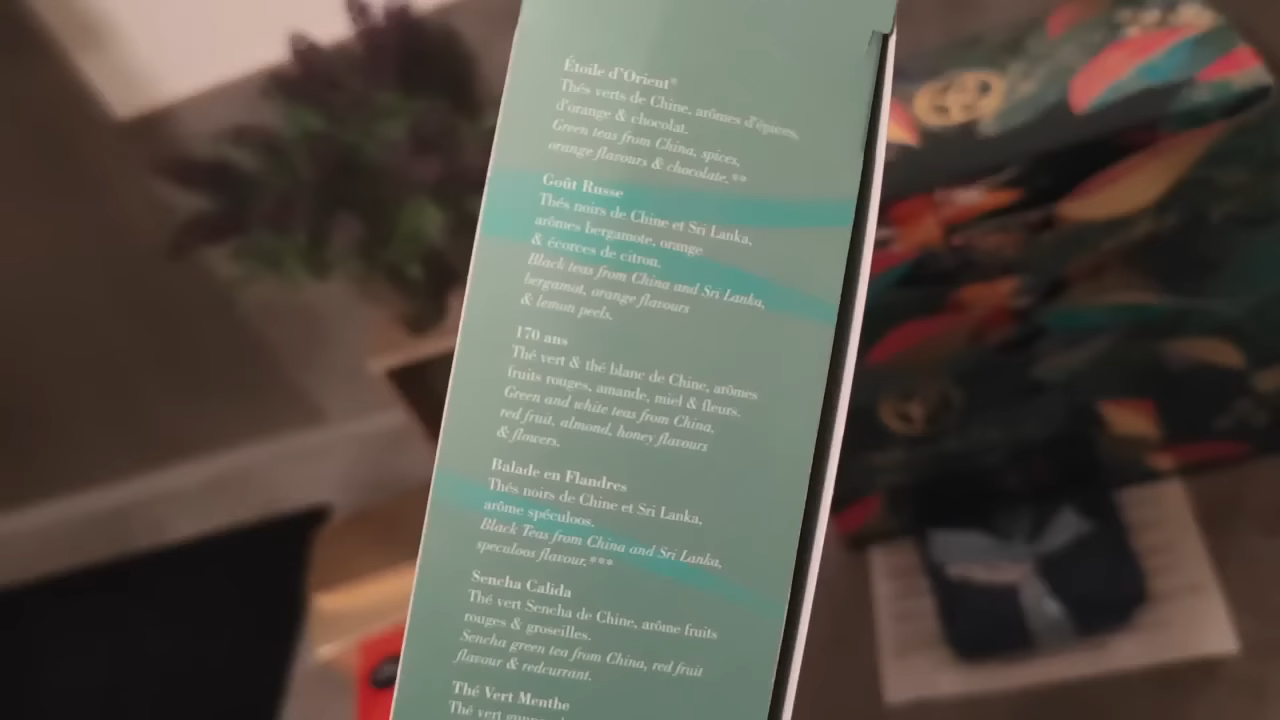 Étoile d'Orient®
Thés verts de Chine, arômes d'épices,
d'orange & chocolat.
Green teas from China, spices,
orange flavours & chocolate.**
Goût Russe
Thés noirs de Chine et Sri Lanka,
arômes bergamote, orange
& écorces de citron.
Black teas from China and Sri Lanka,
bergamot, orange flavours
& lemon peels.
170 ans
Thé vert & thé blanc de Chine, arômes
fruits rouges, amande, miel & fleurs.
Green and white teas from China,
red fruit, almond, honey flavours
& flowers.
Balade en Flandres
Thés noirs de Chine et Sri Lanka,
arôme spéculoos.
Black Teas from China and Sri Lanka,
speculoos flavour.***
Sencha Calida
Thé vert Sencha de Chine, arôme fruits
rouges & groseilles.
Sencha green tea from China, red fruit
flavour & redcurrant.
Thé Vert Menthe
Thé vert